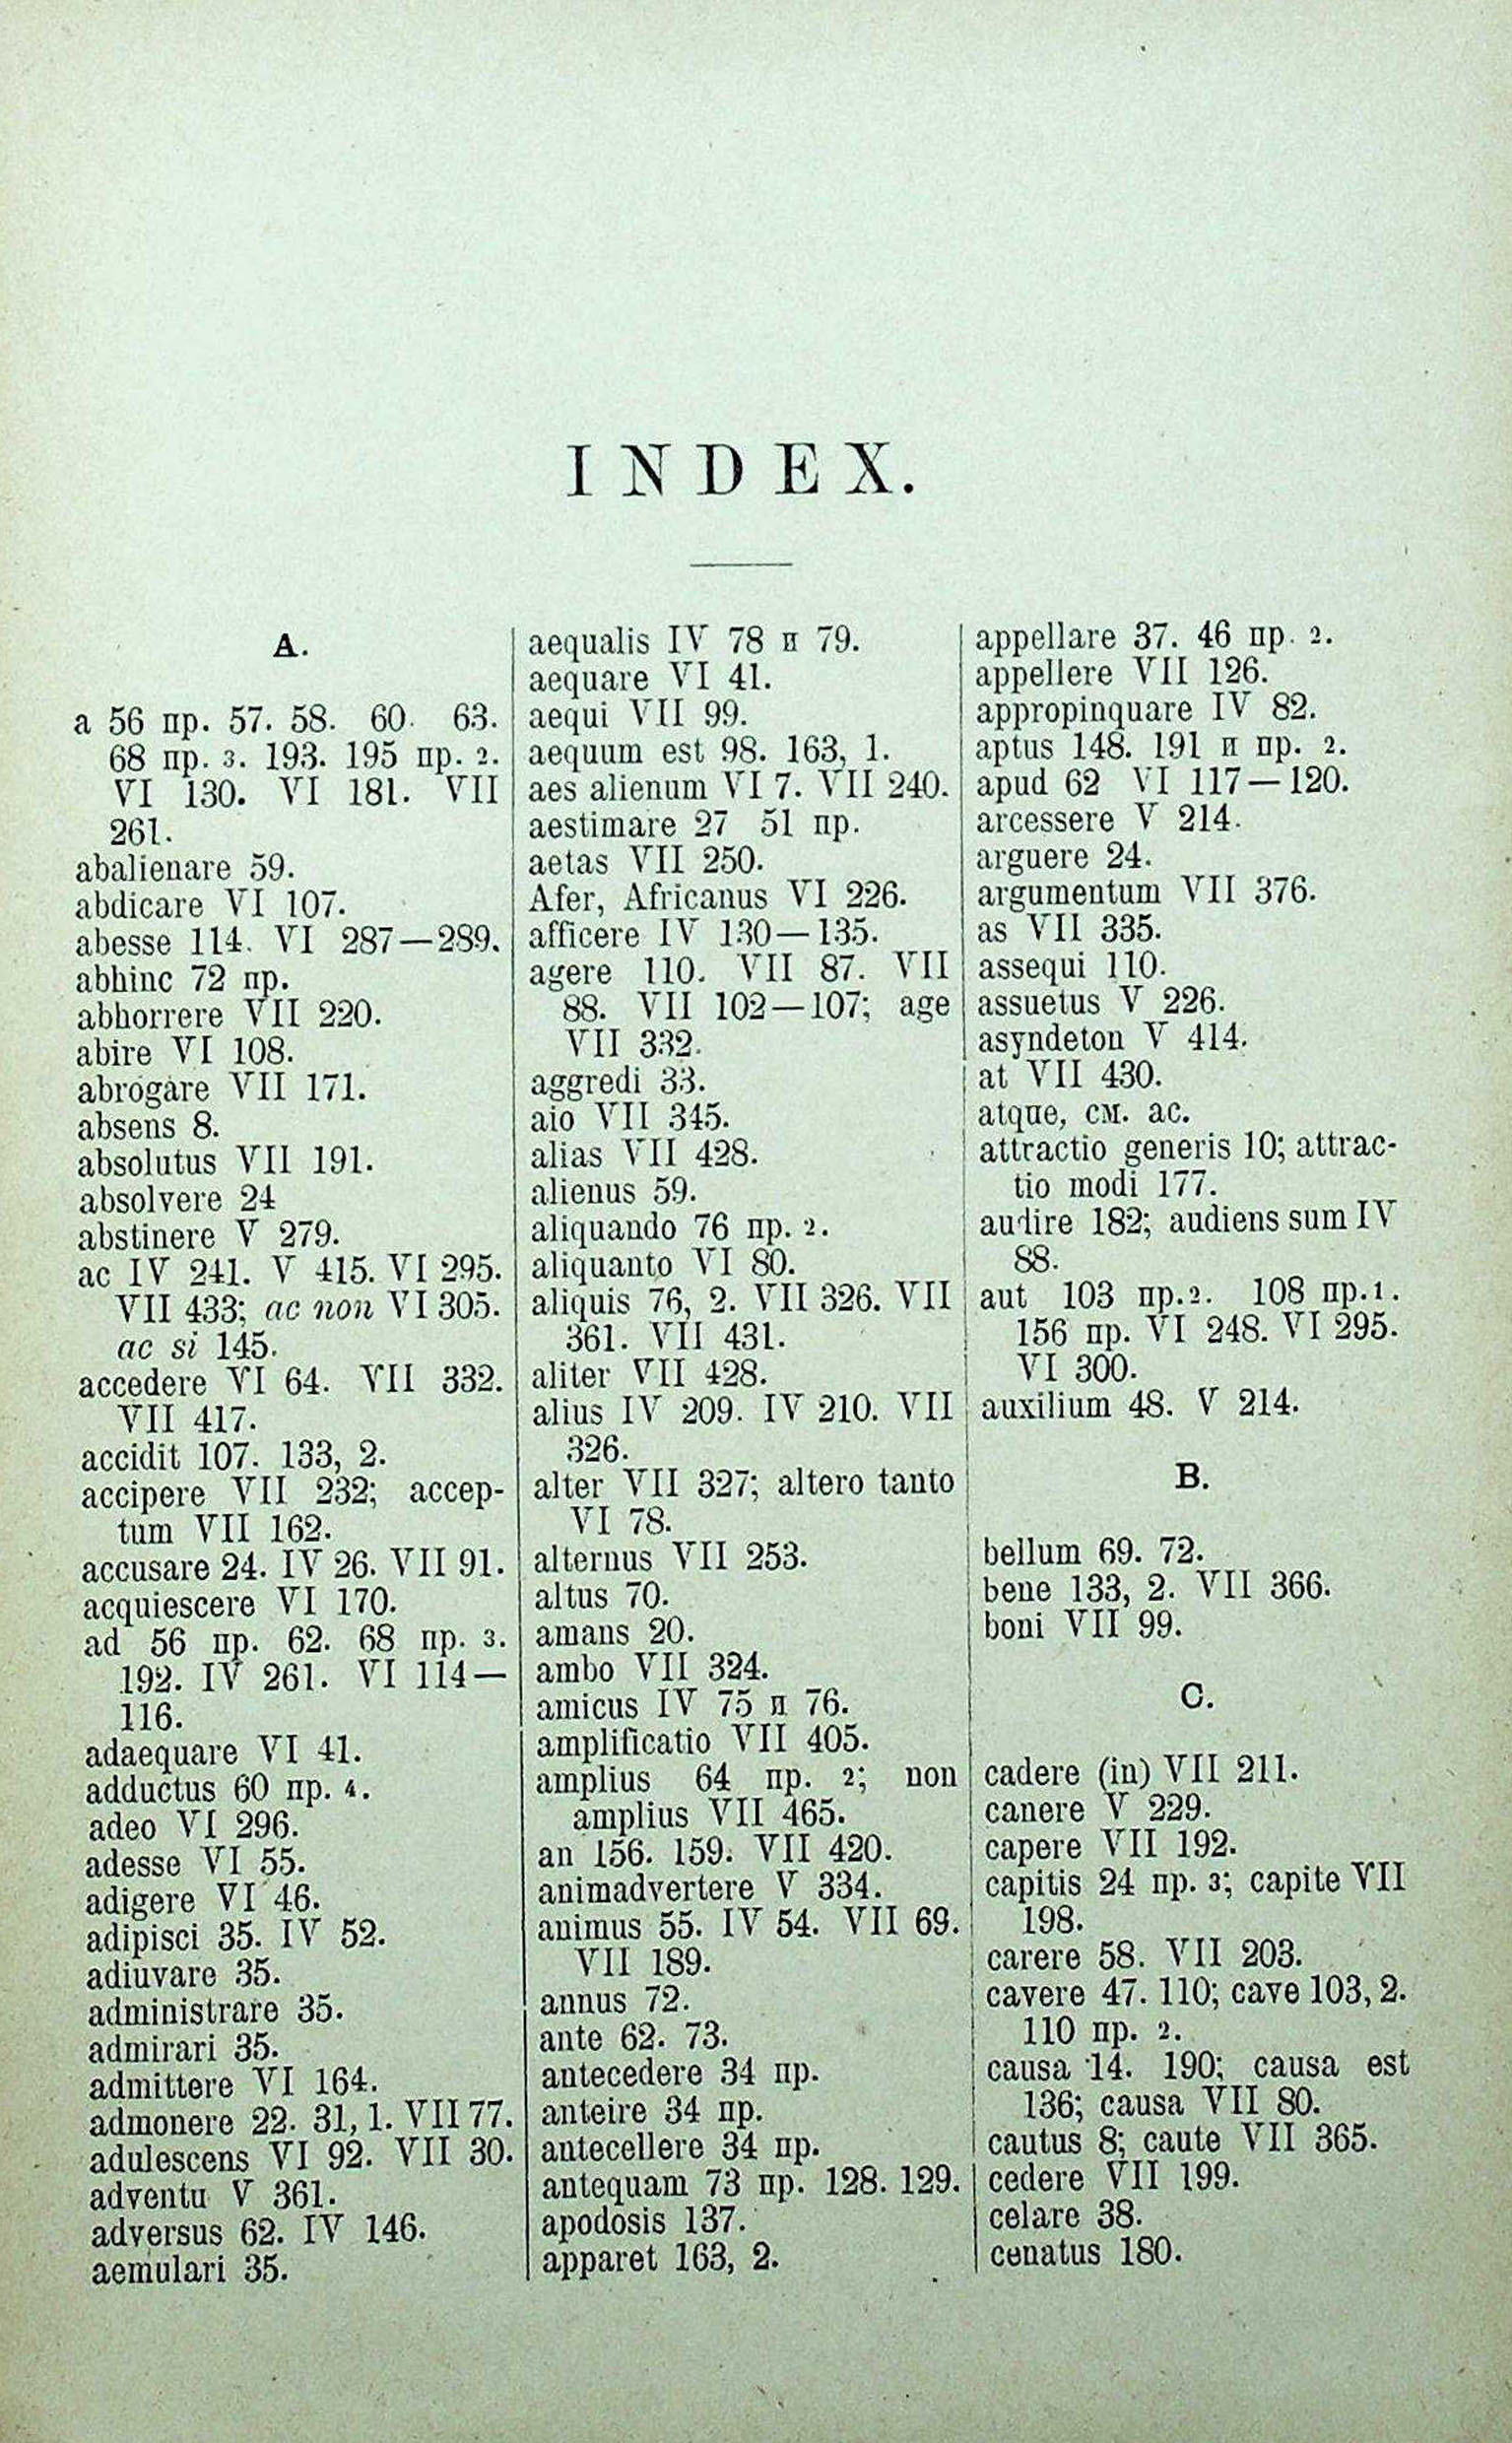 INDEX.
A.
a 56 пр. 57. 58. 60. 63.
68 пр. 3. 193. 195 пр. 2.
VI 130. VI 181. VII
261.
abalienare 59.
abdicare VI 107.
abesse 114. VI 287—289.
abhinc 72 пр.
abhorrere VII 220.
abire VI 108.
abrogare VII 171.
absens 8.
absolutus VII 191.
absolvere 24
abstinere V 279.
ac IV 241. V 415. VI 295.
VII 433; ac non VI 305.
ac si 145.
accedere VI 64. VII 332.
VII 417.
accidit 107. 133, 2.
accipere VII 232; accep-
tum VII 162.
accusare 24. IV 26. VII 91.
acquiescere VI 170.
ad 56 пр. 62. 68 пр. 3.
192. IV 261. VI 114—
116.
adaequare VI 41.
adductus 60 пр. 4.
adeo VI 296.
adesse VI 55.
adigere VI 46.
adipisci 35. IV 52.
adiuvare 35.
administrare 35.
admirari 35.
admittere VI 164.
admonere 22. 31, 1. VII 77.
adulescens VI 92. VII 30.
adventu V 361.
adversus 62. IV 146.
aemulari 35.
aequalis IV 78 и 79.
aequare VI 41.
aequi VII 99.
aequum est 98. 163, 1.
aes alienum VI 7. VII 240.
aestimare 27 51 пр.
aetas VII 250.
Afer, Africanus VI 226.
afficere IV 130—135.
agere 110. VII 87. VII
88. VII 102—107; age
VII 332.
aggredi 33.
aio VII 345.
alias VII 428.
alienus 59.
aliquando 76 пр. 2.
aliquanto VI 80.
aliquis 76, 2. VII 326. VII
361. VII 431.
aliter VII 428.
alius IV 209. IV 210. VII
326.
alter VII 327; altero tanto
VI 78.
alternus VII 253.
altus 70.
amans 20.
ambo VII 324.
amicus IV 75 и 76.
amplificatio VII 405.
amplius 64 пр. 2; non
amplius VII 465.
an 156. 159. VII 420.
animadvertere V 334.
animus 55. IV 54. VII 69.
VII 189.
annus 72.
ante 62. 73.
antecedere 34 пр.
anteire 34 пр.
antecellere 34 пр.
antequam 73 пр. 128. 129.
apodosis 137.
apparet 163, 2.
appellare 37. 46 пр. 2.
appellere VII 126.
appropinquare IV 82.
aptus 148. 191 и пр. 2.
apud 62 VI 117—120.
arcessere V 214.
arguere 24.
argumentum VII 376.
as VII 335.
assequi 110.
assuetus V 226.
asyndeton V 414.
at VII 430.
atque, см. ac.
attractio generis 10; attrac-
tio modi 177.
audire 182; audiens sum IV
88.
aut 103 пр. 2. 108 пр. 1.
156 пр. VI 248. VI 295.
VI 300.
auxilium 48. V 214.
B.
bellum 69. 72.
bene 133, 2. VII 366.
boni VII 99.
C.
cadere (in) VII 211.
canere V 229.
capere VII 192.
capitis 24 пр. 3; capite VII
198.
carere 58. VII 203.
cavere 47. 110; cave 103, 2.
110 пр. 2.
causa 14. 190; causa est
136; causa VII 80.
cautus 8; caute VII 365.
cedere VII 199.
celare 38.
cenatus 180.